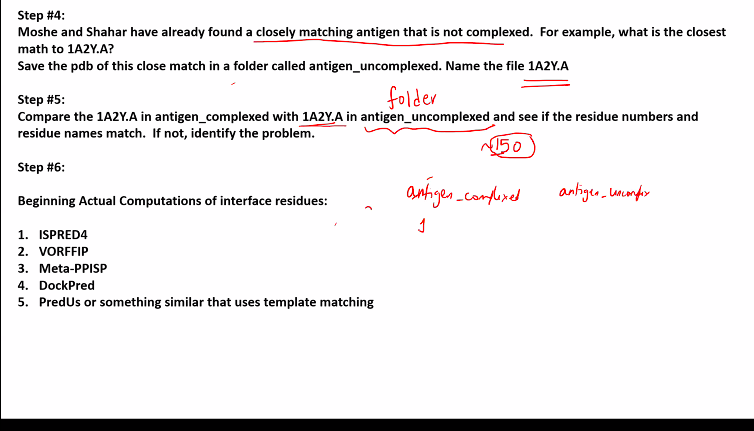 Step #4:
Moshe and Shahar have already found a closely matching antigen that is not complexed.  For example, what is the closest
math to 1A2Y.A?
Save the pdb of this close match in a folder called antigen_uncomplexed.  Name the file 1A2Y.A
Step #5:
folder
Compare the 1A2Y.A in antigen_complexed with 1A2Y.A in antigen_uncomplexed and see if the residue numbers and
residue names match.  If not, identify the problem.
~150
Step #6:
antigen_complexed antigen_uncomplex
Beginning Actual Computations of interface residues:
1. ISPRED4
2. VORFFIP
3. Meta-PPISP
4. DockPred
5. PredUs or something similar that uses template matching